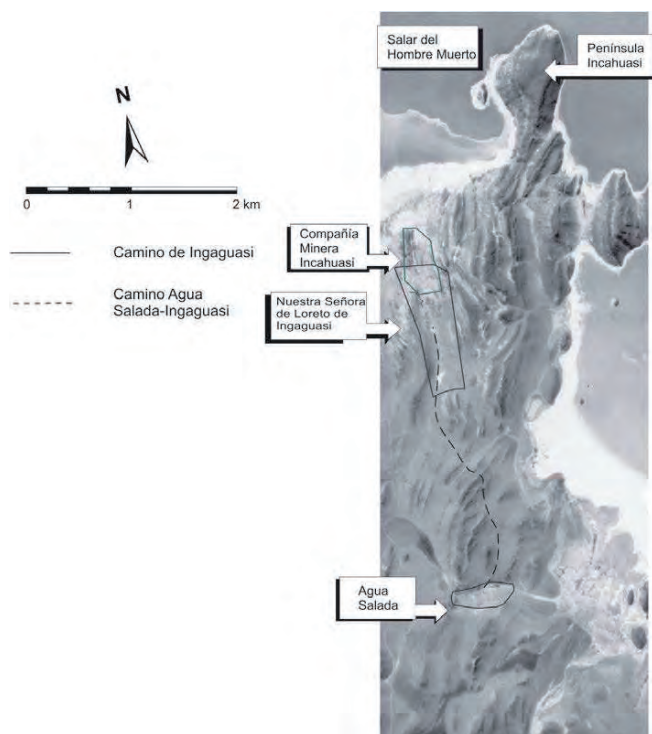 Salar del
Hombre Muerto
Península
Incahuasi
N
0
1
2 km
Camino de Ingaguasi
Camino Agua
Salada-Ingaguasi
Compañía
Minera
Incahuasi
Nuestra Señora
de Loreto de
Ingaguasi
Agua
Salada